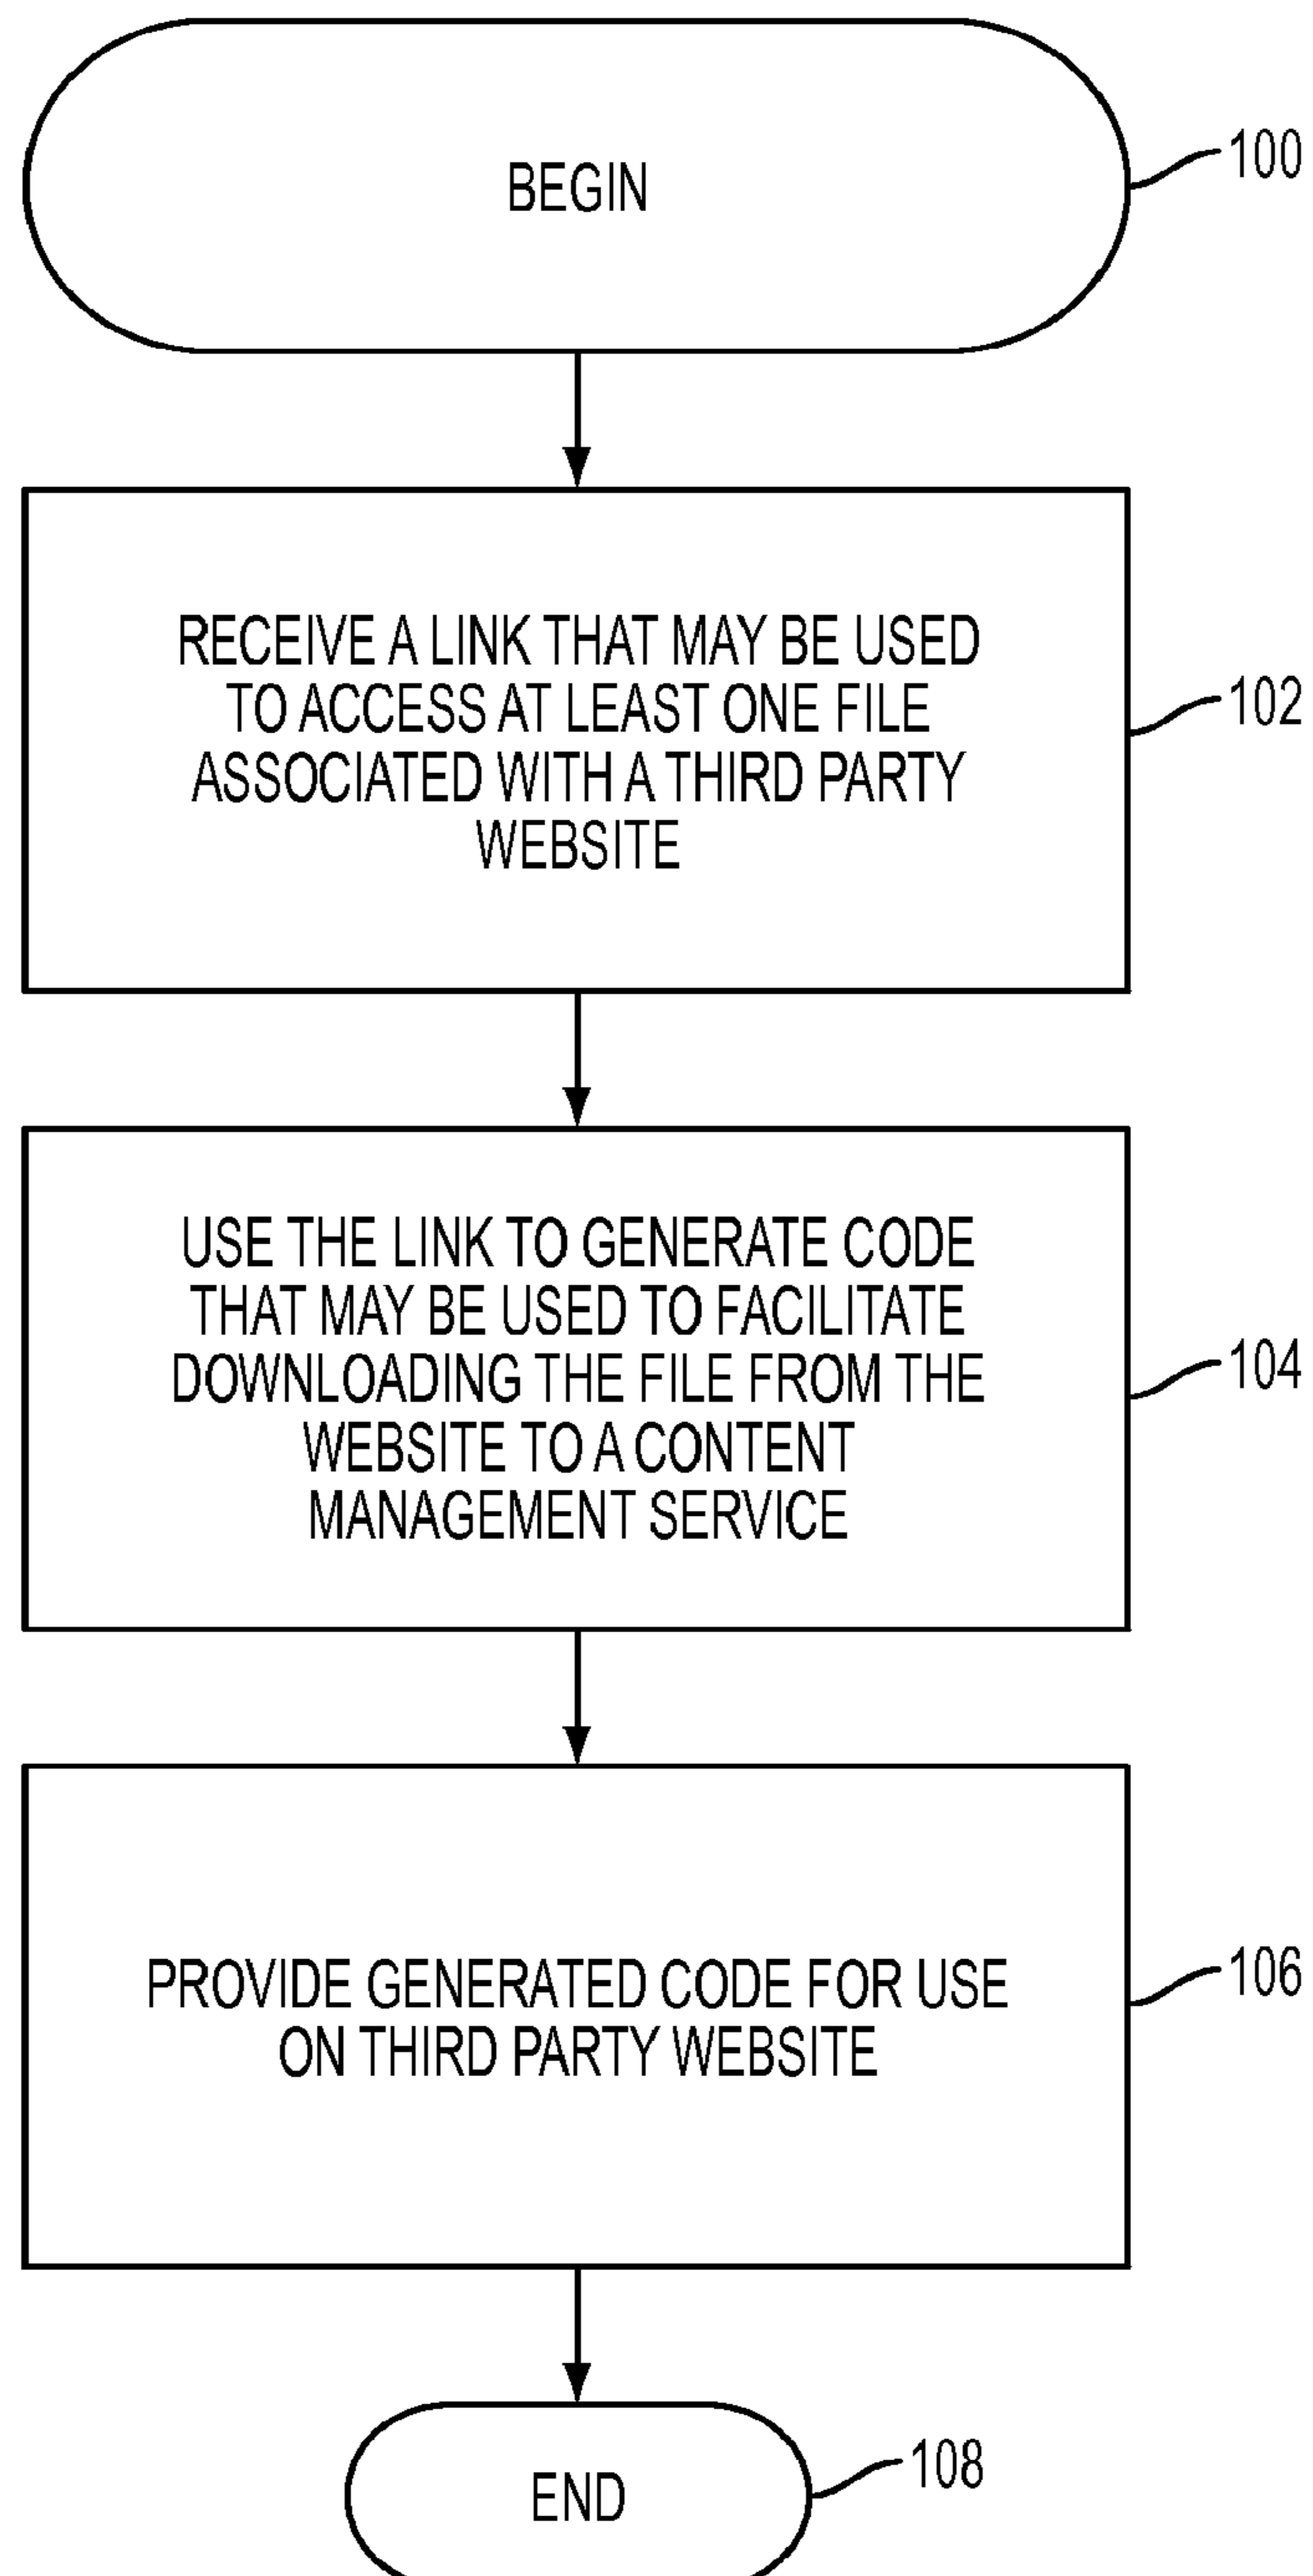 BEGIN
100
RECEIVE A LINK THAT MAY BE USED
TO ACCESS AT LEAST ONE FILE
ASSOCIATED WITH A THIRD PARTY
WEBSITE
102
USE THE LINK TO GENERATE CODE
THAT MAY BE USED TO FACILITATE
DOWNLOADING THE FILE FROM THE
WEBSITE TO A CONTENT
MANAGEMENT SERVICE
104
PROVIDE GENERATED CODE FOR USE
ON THIRD PARTY WEBSITE
106
END
108